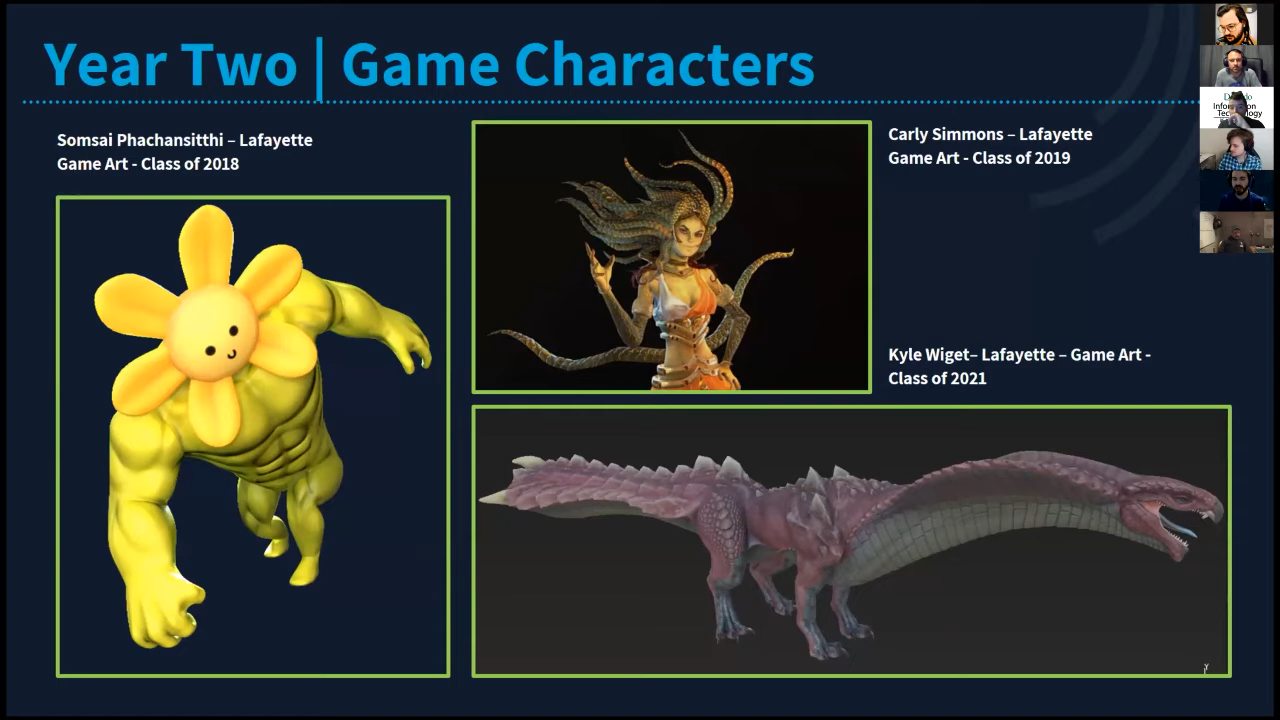 Year Two | Game Characters
Somsai Phachansitthi – Lafayette
Game Art - Class of 2018
Carly Simmons – Lafayette
Game Art - Class of 2019
Kyle Wiget– Lafayette – Game Art -
Class of 2021